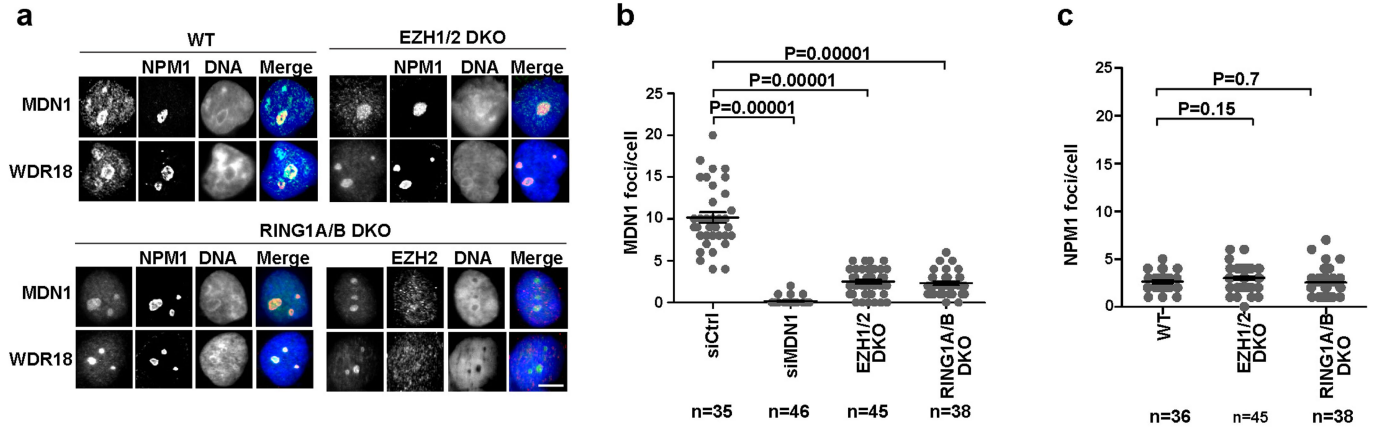 a
WT
EZH1/2 DKO
NPM1 DNA Merge
NPM1 DNA Merge
MDN1
WDR18
RING1A/B DKO
NPM1 DNA Merge
EZH2 DNA Merge
MDN1
WDR18
b
MDN1 foci/cell
25
20
15
10
5
0
P=0.00001
P=0.00001
P=0.00001
siCtrl
siMDN1
EZH1/2 DKO
RING1A/B DKO
n=35
n=46
n=45
n=38
c
NPM1 foci/cell
25
20
15
10
5
0
P=0.7
P=0.15
WT
EZH1/2 DKO
RING1A/B DKO
n=36
n=45
n=38